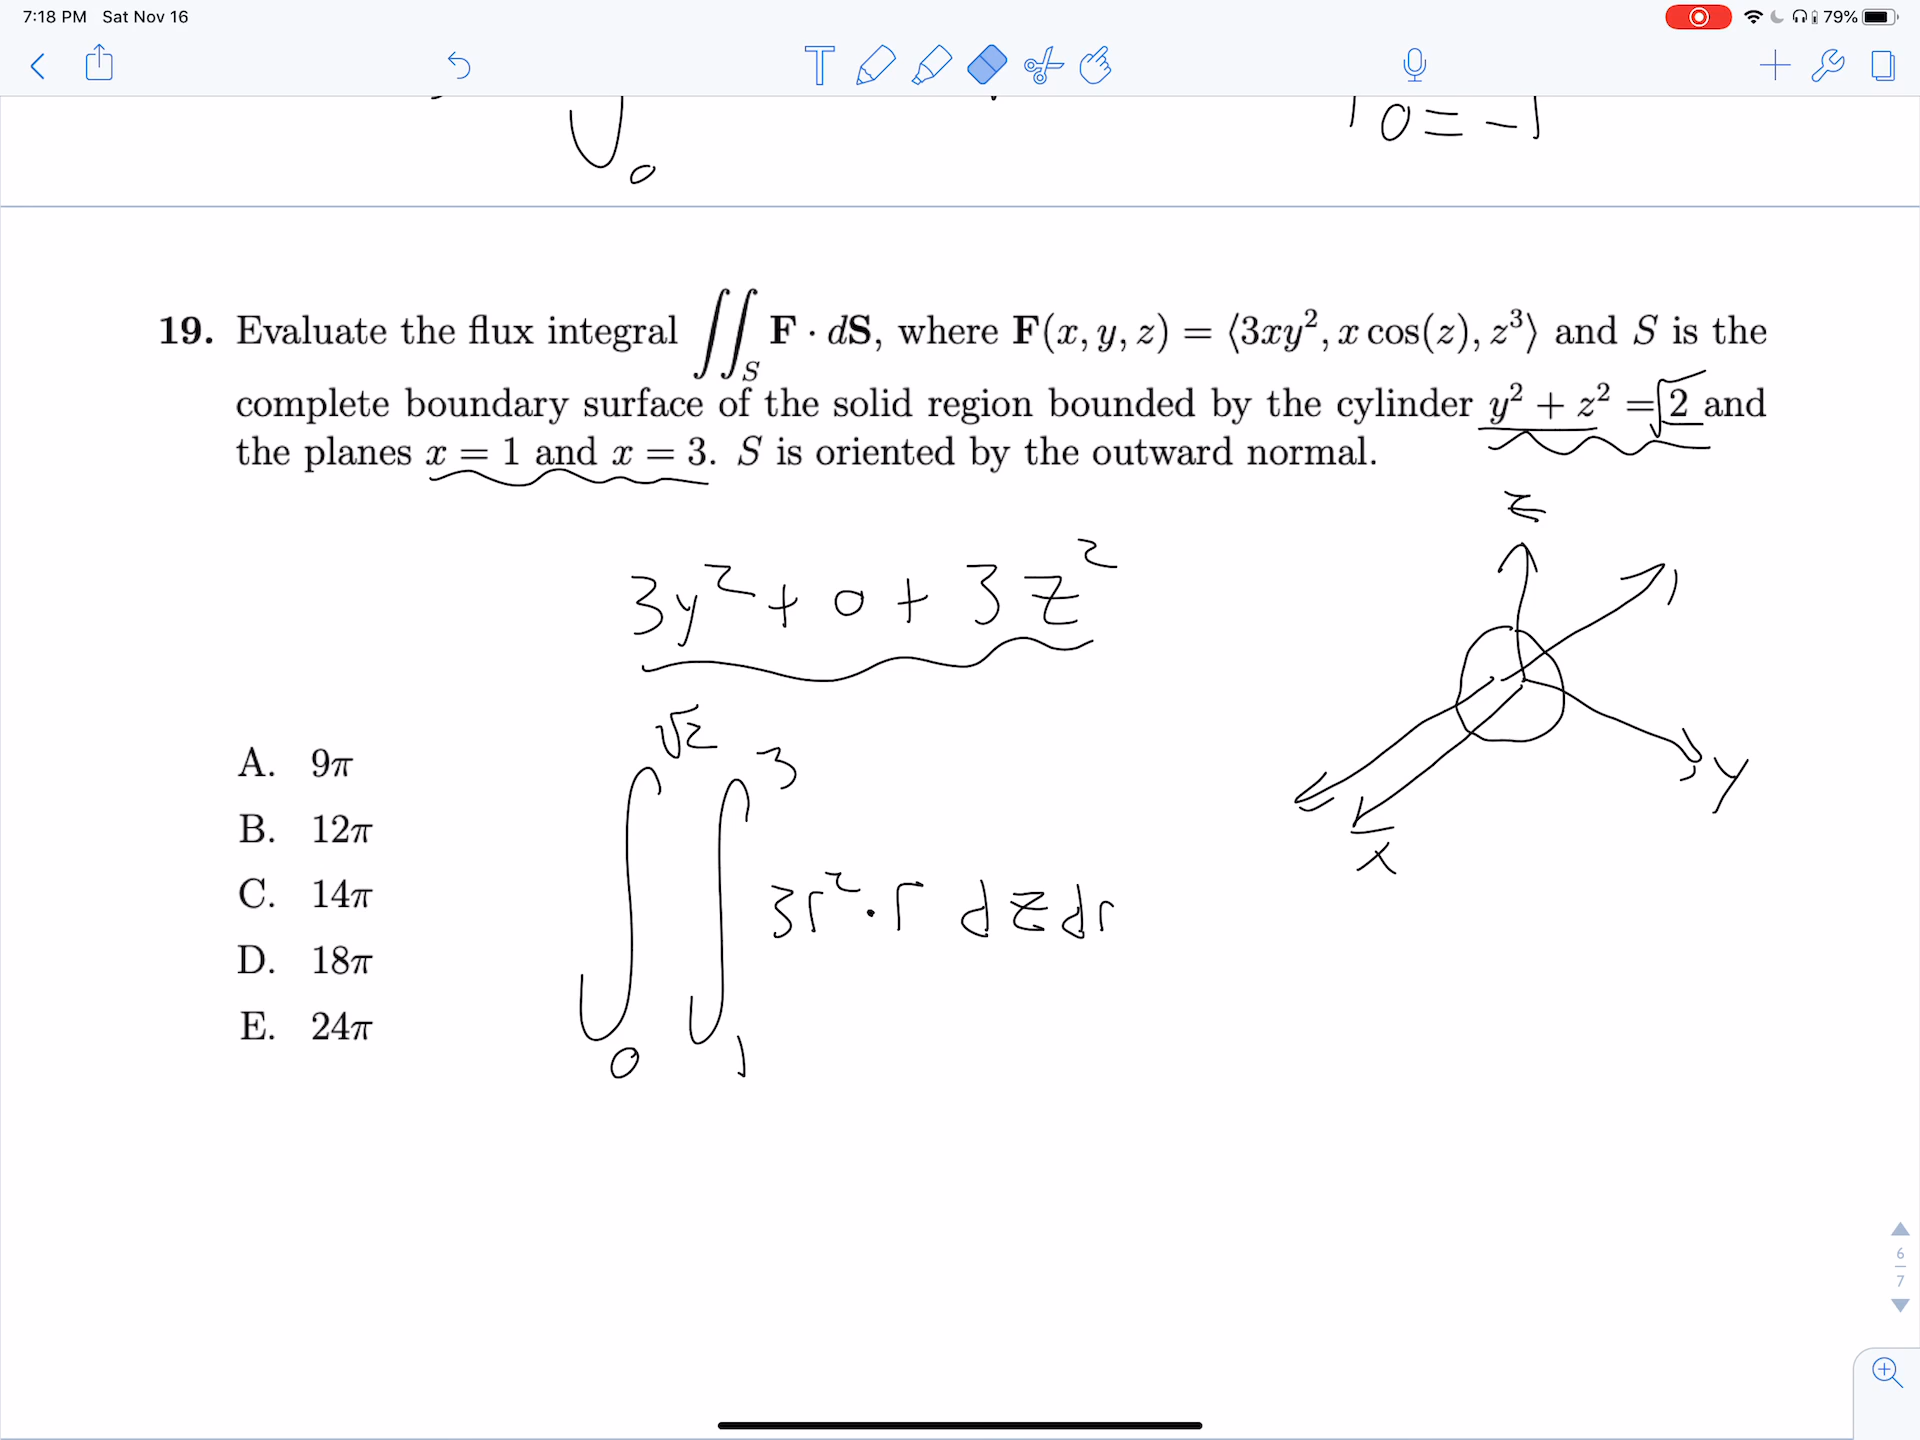 7:18 PM Sat Nov 16 79%
T
0
0 = -1
19. Evaluate the flux integral ∬_S F · dS, where F(x, y, z) = ⟨3xy², x cos(z), z³⟩ and S is the
complete boundary surface of the solid region bounded by the cylinder y² + z² = √2 and
the planes x = 1 and x = 3. S is oriented by the outward normal.
z
3y² + 0 + 3z²
y
x
A. 9π
B. 12π
C. 14π
D. 18π
E. 24π
∫_0^√2 ∫_1^3 3r² · r dz dr
6
7